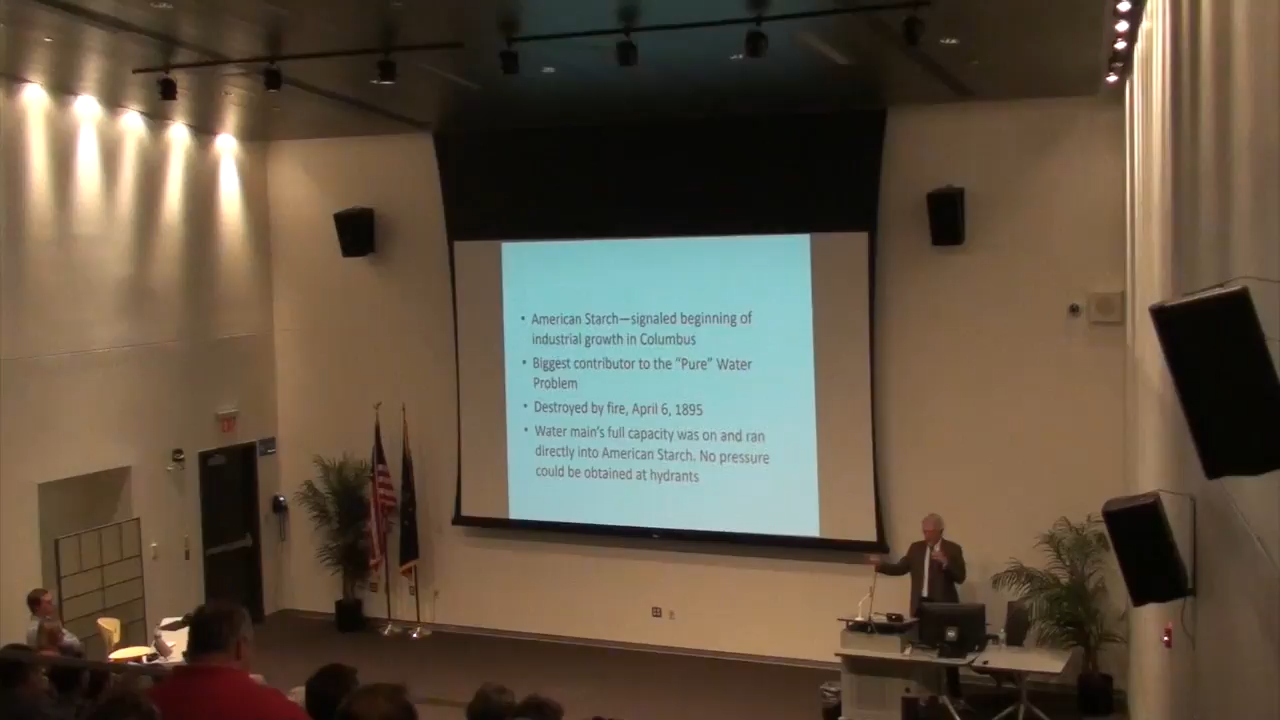 • American Starch—signaled beginning of
industrial growth in Columbus
• Biggest contributor to the “Pure” Water
Problem
• Destroyed by fire, April 6, 1895
• Water main’s full capacity was on and ran
directly into American Starch. No pressure
could be obtained at hydrants
EXIT